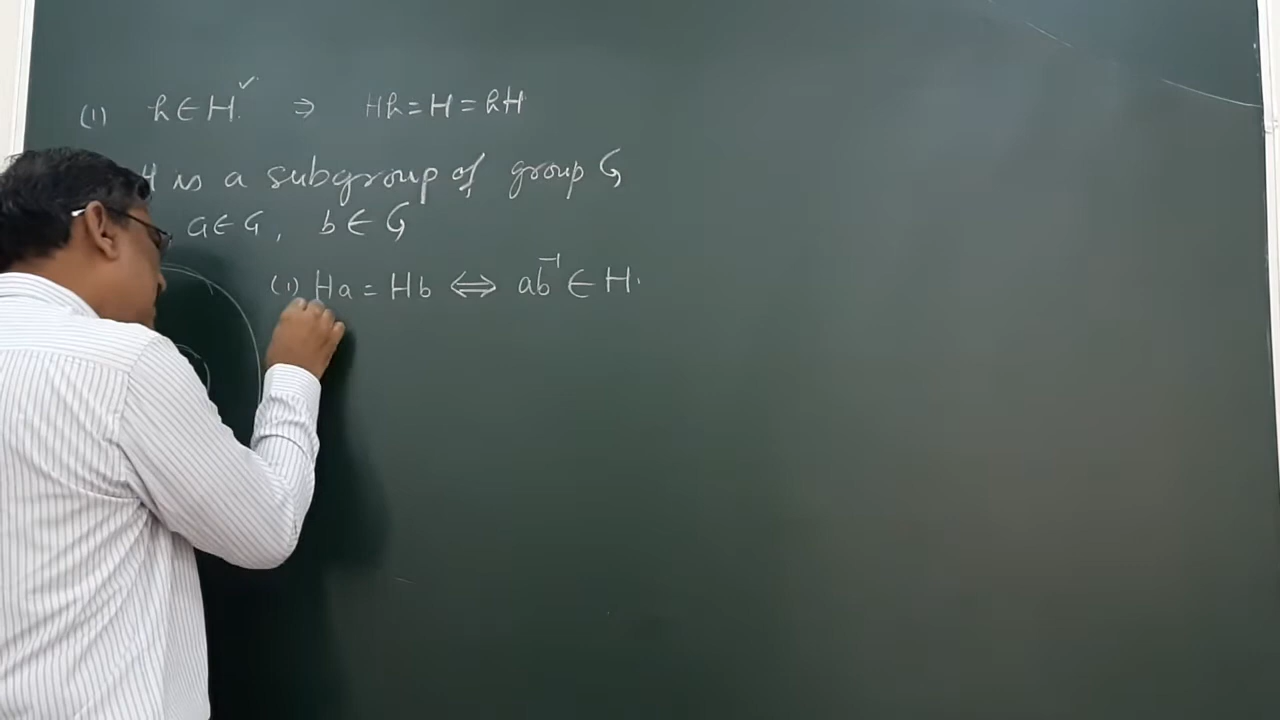 (1) h ∈ H ✓ ⇒ Hh = H = hH
H is a subgroup of group G
a ∈ G, b ∈ G
(1) Ha = Hb ⇔ ab⁻¹ ∈ H.